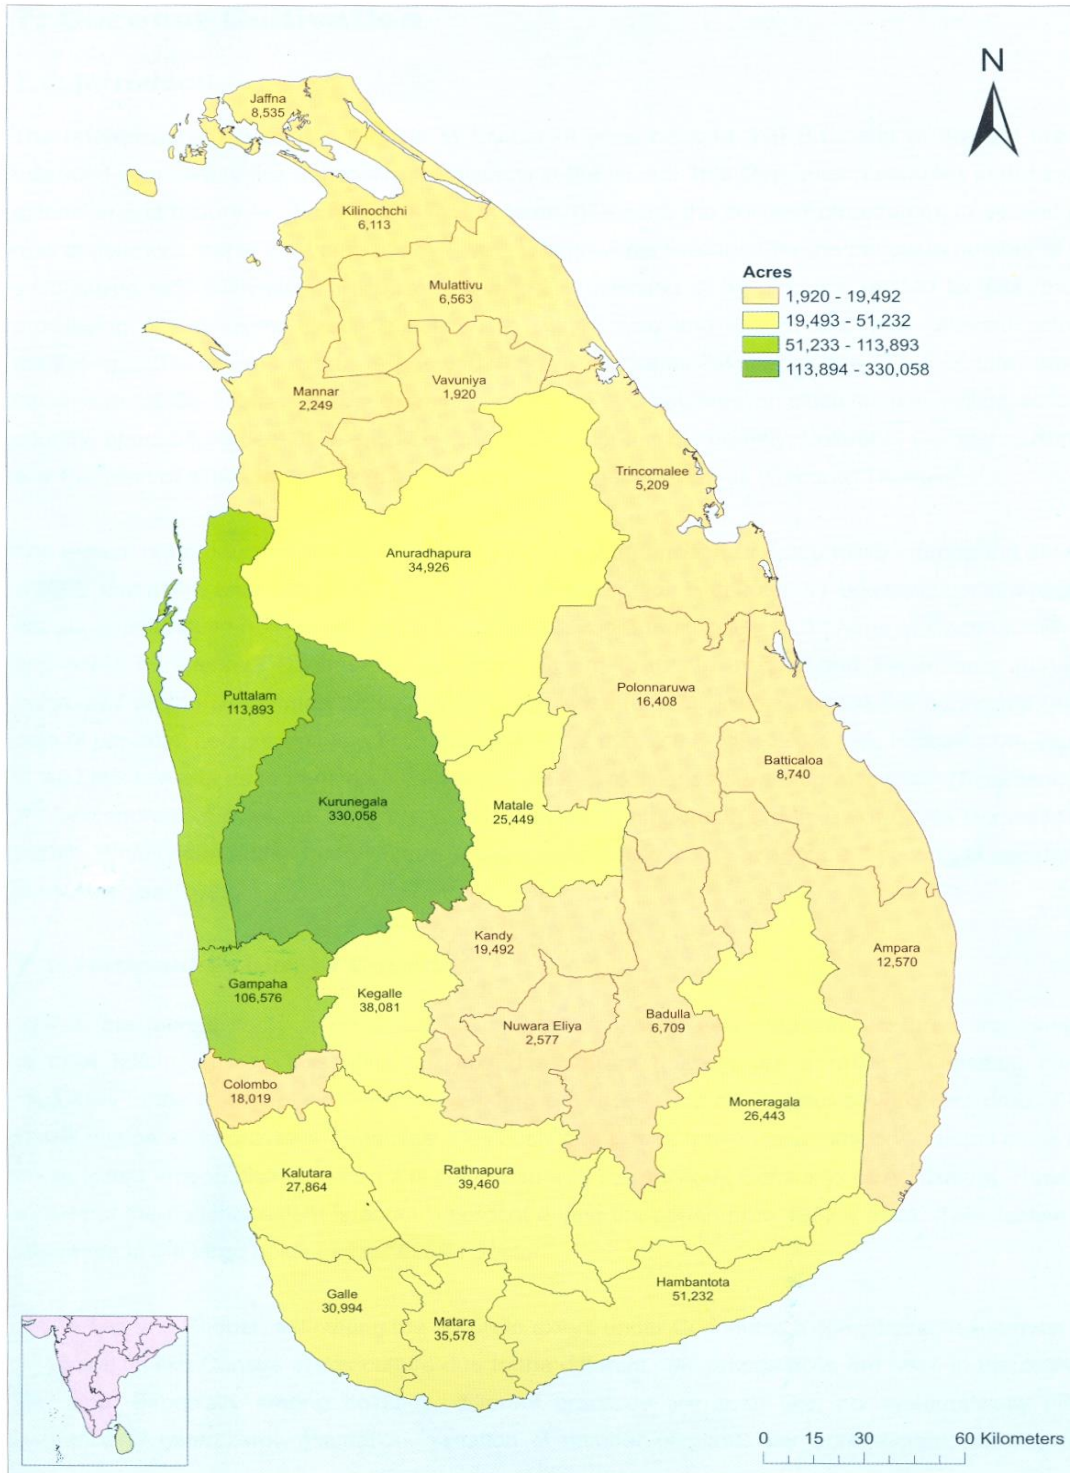 N
Jaffna
8,535
Kilinochchi
6,113
Mulattivu
6,563
Acres
1,920 - 19,492
19,493 - 51,232
51,233 - 113,893
113,894 - 330,058
Mannar
2,249
Vavuniya
1,920
Trincomalee
5,209
Anuradhapura
34,926
Puttalam
113,893
Polonnaruwa
16,408
Batticaloa
8,740
Kurunegala
330,058
Matale
25,449
Kandy
19,492
Ampara
12,570
Gampaha
106,576
Kegalle
38,081
Nuwara Eliya
2,577
Badulla
6,709
Colombo
18,019
Moneragala
26,443
Kalutara
27,864
Rathnapura
39,460
Hambantota
51,232
Galle
30,994
Matara
35,578
0 15 30 60 Kilometers